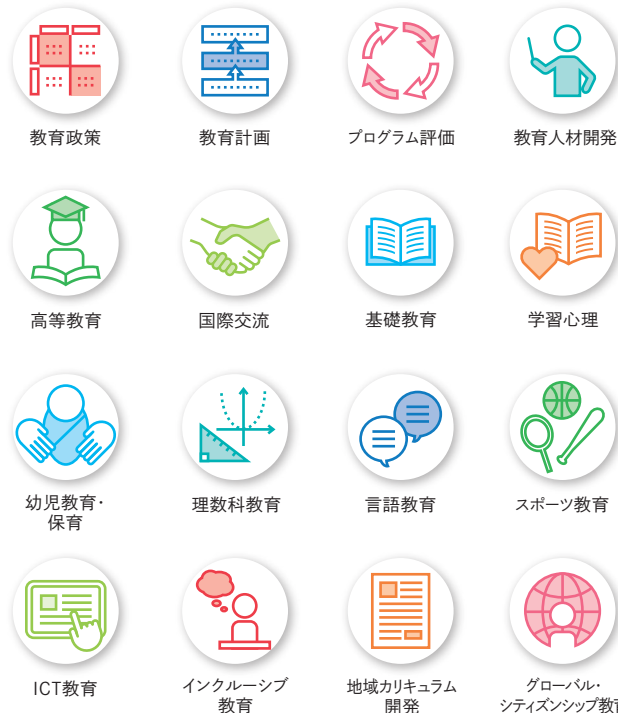 教育政策
教育計画
プログラム評価
教育人材開発
高等教育
国際交流
基礎教育
学習心理
幼児教育・
保育
理数科教育
言語教育
スポーツ教育
ICT教育
インクルーシブ
教育
地域カリキュラム
開発
グローバル・
シティズンシップ教育